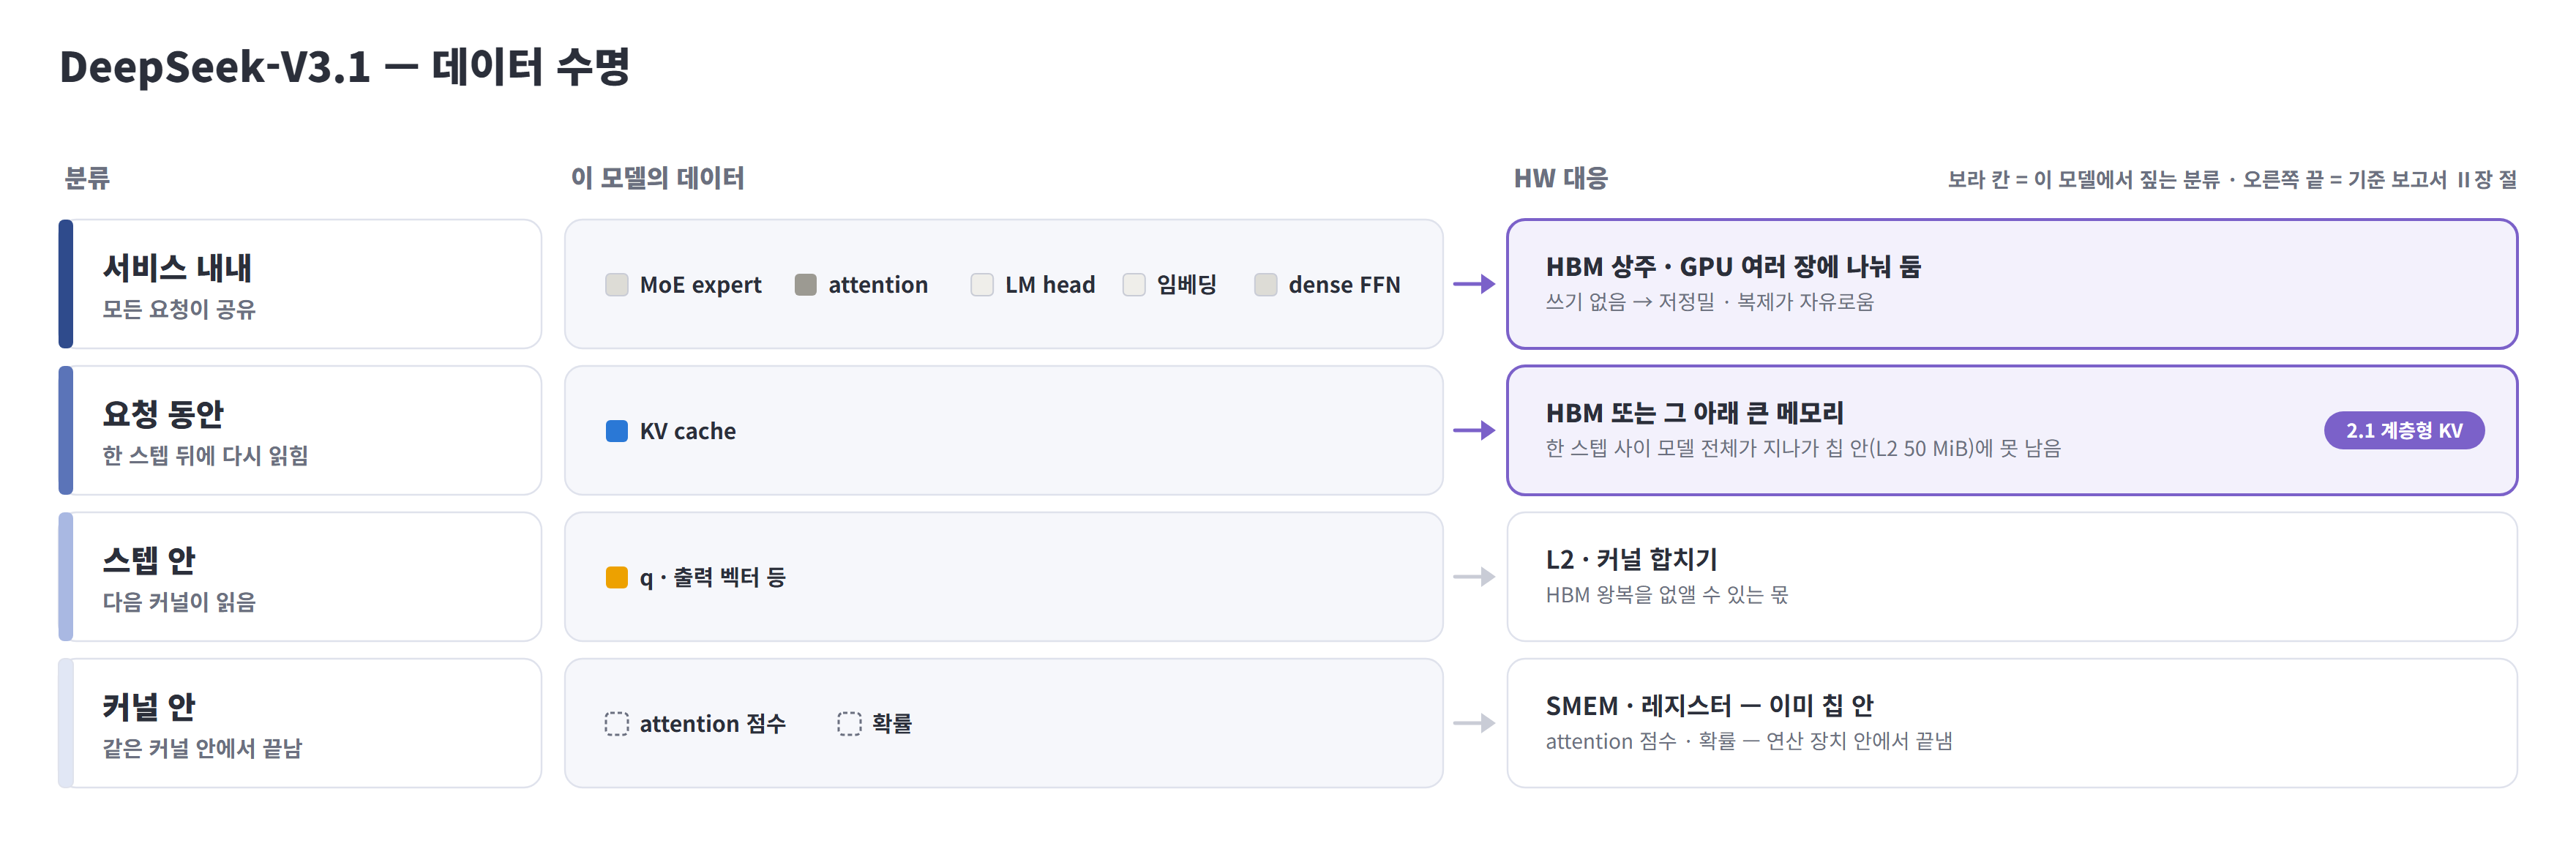 DeepSeek-V3.1 — 데이터 수명
분류
이 모델의 데이터
HW 대응
보라 칸 = 이 모델에서 짚는 분류 · 오른쪽 끝 = 기준 보고서 II장 절
서비스 내내
모든 요청이 공유
MoE expert
attention
LM head
임베딩
dense FFN
HBM 상주 · GPU 여러 장에 나눠 둠
쓰기 없음 → 저정밀 · 복제가 자유로움
요청 동안
한 스텝 뒤에 다시 읽힘
KV cache
HBM 또는 그 아래 큰 메모리
한 스텝 사이 모델 전체가 지나가 칩 안(L2 50 MiB)에 못 남음
2.1 계층형 KV
스텝 안
다음 커널이 읽음
q · 출력 벡터 등
L2 · 커널 합치기
HBM 왕복을 없앨 수 있는 몫
커널 안
같은 커널 안에서 끝남
attention 점수
확률
SMEM · 레지스터 — 이미 칩 안
attention 점수 · 확률 — 연산 장치 안에서 끝냄